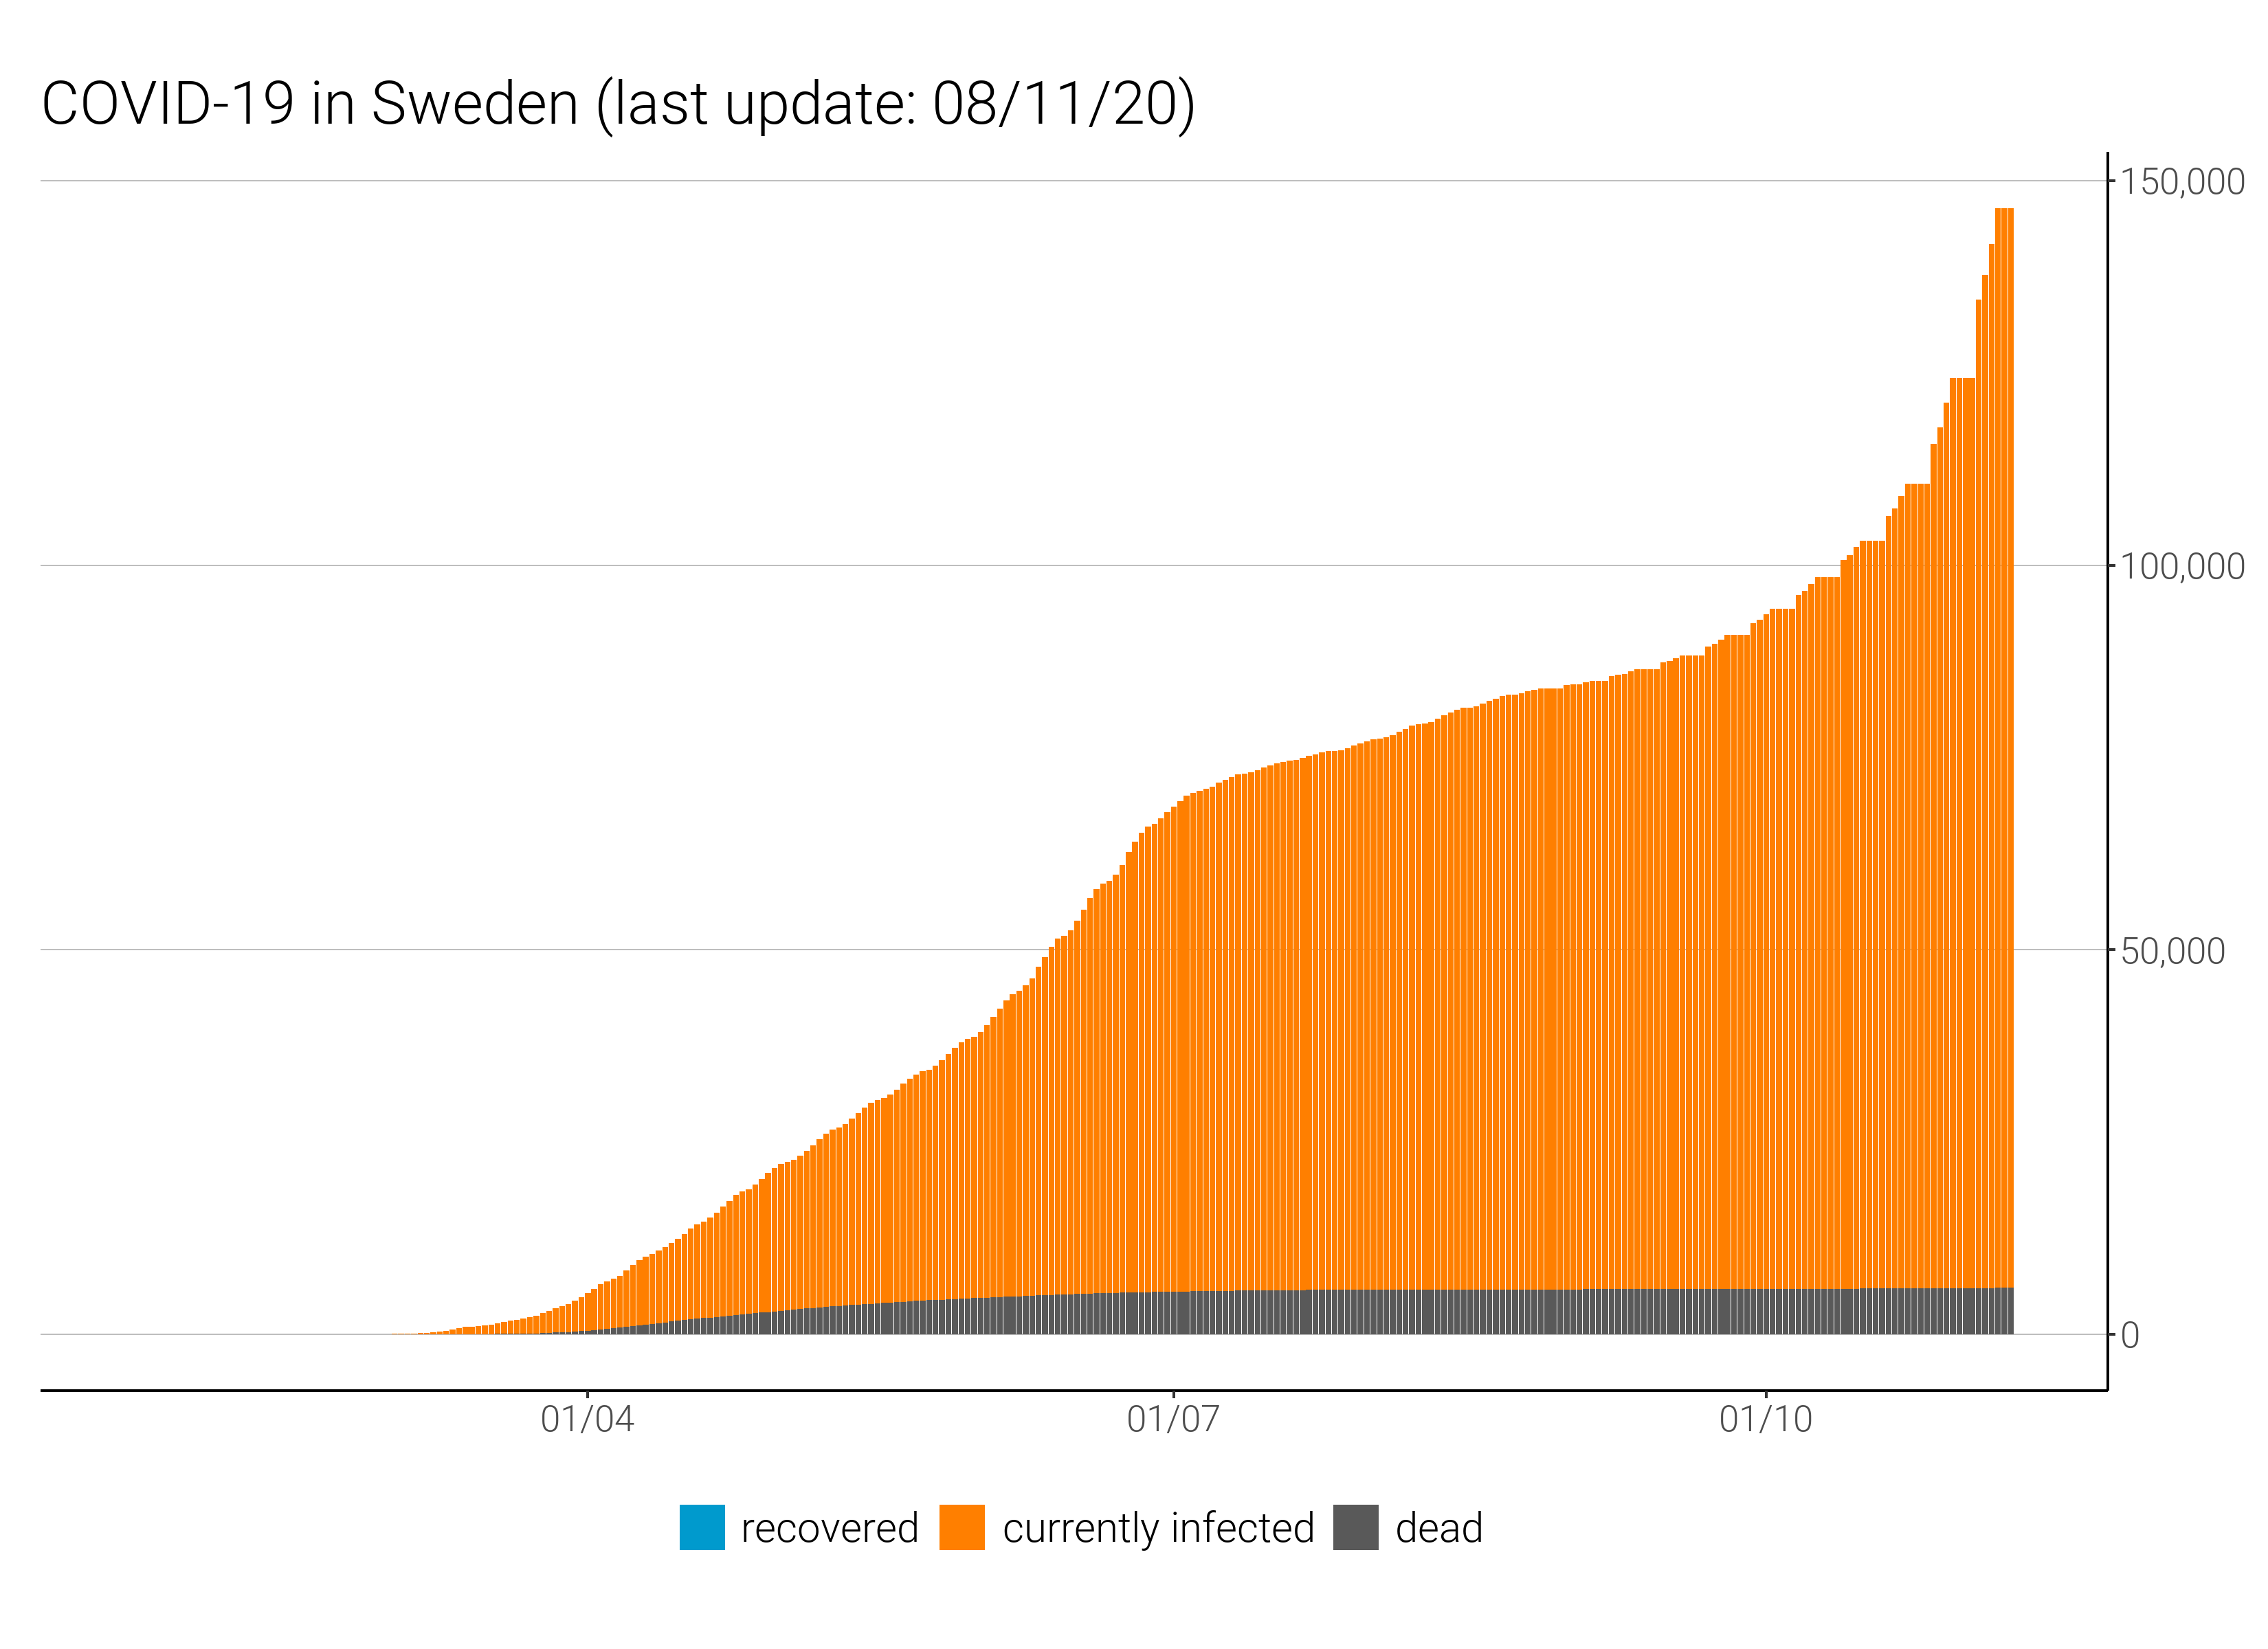 COVID-19 in Sweden (last update: 08/11/20)
150,000
100,000
50,000
0
01/04 01/07 01/10
recovered currently infected dead